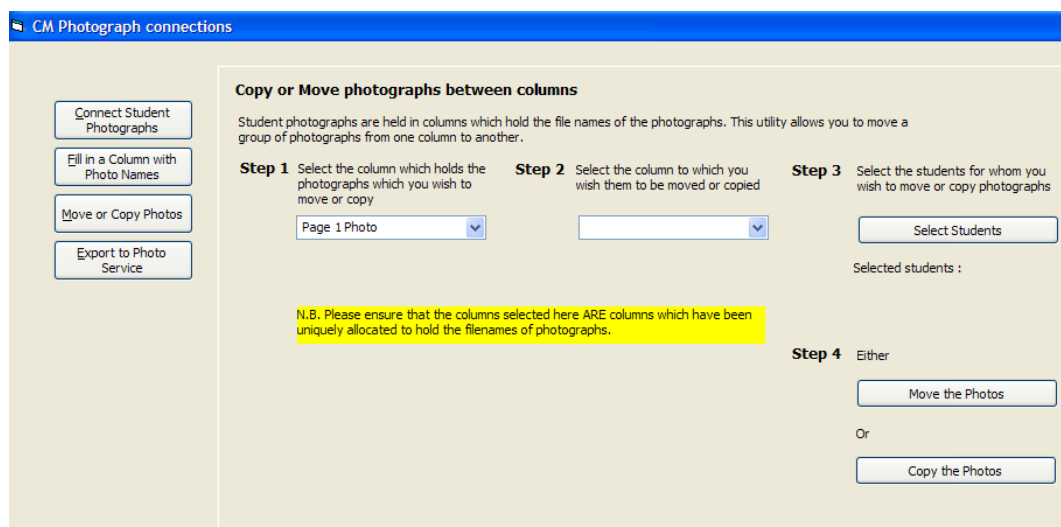 CM Photograph connections
Connect Student
Photographs
Fill in a Column with
Photo Names
Move or Copy Photos
Export to Photo
Service
Copy or Move photographs between columns
Student photographs are held in columns which hold the file names of the photographs. This utility allows you to move a
group of photographs from one column to another.
Step 1 Select the column which holds the
photographs which you wish to
move or copy
Page 1 Photo
Step 2 Select the column to which you
wish them to be moved or copied
Step 3 Select the students for whom you
wish to move or copy photographs
Select Students
Selected students :
N.B. Please ensure that the columns selected here ARE columns which have been
uniquely allocated to hold the filenames of photographs.
Step 4 Either
Move the Photos
Or
Copy the Photos